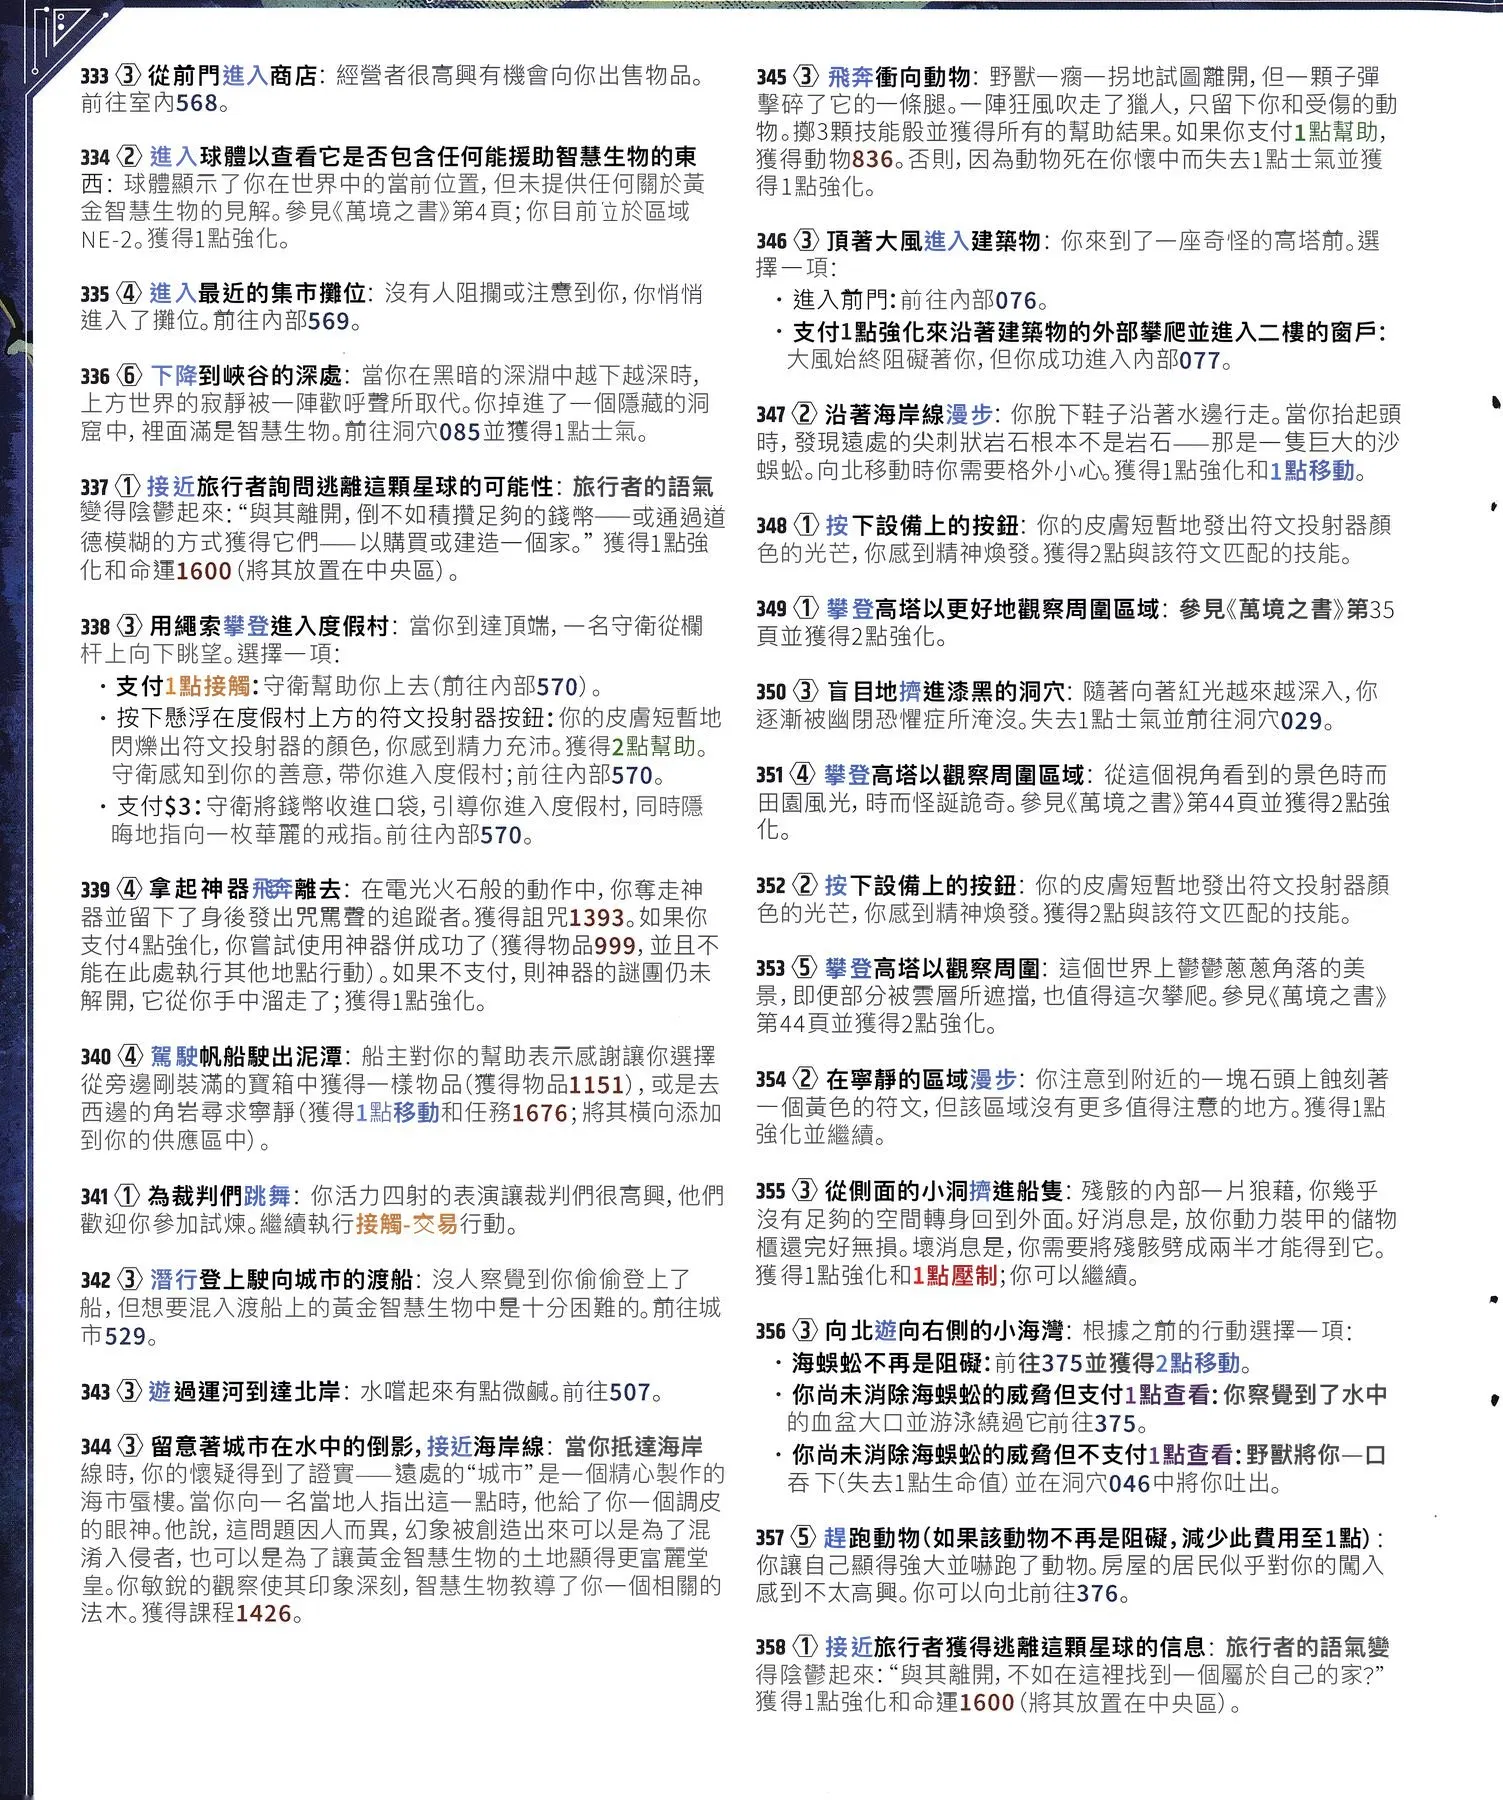 333 ③ 從前門進入商店： 經營者很高興有機會向你出售物品。
前往室內568。
334 ② 進入球體以查看它是否包含任何能援助智慧生物的東
西： 球體顯示了你在世界中的當前位置，但未提供任何關於黃
金智慧生物的見解。參見《萬境之書》第4頁；你目前位於區域
NE-2。獲得1點強化。
335 ④ 進入最近的集市攤位： 沒有人阻攔或注意到你，你悄悄
進入了攤位。前往內部569。
336 ⑥ 下降到峽谷的深處： 當你在黑暗的深淵中越下越深時，
上方世界的寂靜被一陣歡呼聲所取代。你掉進了一個隱藏的洞
窟中，裡面滿是智慧生物。前往洞穴085並獲得1點士氣。
337 ① 接近旅行者詢問逃離這顆星球的可能性： 旅行者的語氣
變得陰鬱起來：“與其離開，倒不如積攢足夠的錢幣——或通過道
德模糊的方式獲得它們——以購買或建造一個家。” 獲得1點強
化和命運1600（將其放置在中央區）。
338 ③ 用繩索攀登進入度假村： 當你到達頂端，一名守衛從欄
杆上向下眺望。選擇一項：
· 支付1點接觸：守衛幫助你上去（前往內部570）。
· 按下懸浮在度假村上方的符文投射器按鈕：你的皮膚短暫地
閃爍出符文投射器的顏色，你感到精力充沛。獲得2點幫助。
守衛感知到你的善意，帶你進入度假村；前往內部570。
· 支付$3：守衛將錢幣收進口袋，引導你進入度假村，同時隱
晦地指向一枚華麗的戒指。前往內部570。
339 ④ 拿起神器飛奔離去： 在電光火石般的動作中，你奪走神
器並留下了身後發出咒罵聲的追蹤者。獲得詛咒1393。如果你
支付4點強化，你嘗試使用神器併成功了（獲得物品999，並且不
能在此處執行其他地點行動）。如果不支付，則神器的謎團仍未
解開，它從你手中溜走了；獲得1點強化。
340 ④ 駕駛帆船駛出泥潭： 船主對你的幫助表示感謝讓你選擇
從旁邊剛裝滿的寶箱中獲得一樣物品（獲得物品1151），或是去
西邊的角岩尋求寧靜（獲得1點移動和任務1676；將其橫向添加
到你的供應區中）。
341 ① 為裁判們跳舞： 你活力四射的表演讓裁判們很高興，他們
歡迎你參加試煉。繼續執行接觸-交易行動。
342 ③ 潛行登上駛向城市的渡船： 沒人察覺到你偷偷登上了
船，但想要混入渡船上的黃金智慧生物中是十分困難的。前往城
市529。
343 ③ 遊過運河到達北岸： 水嚐起來有點微鹹。前往507。
344 ③ 留意著城市在水中的倒影，接近海岸線： 當你抵達海岸
線時，你的懷疑得到了證實——遠處的“城市” 是一個精心製作的
海市蜃樓。當你向一名當地人指出這一點時，他給了你一個調皮
的眼神。他說，這問題因人而異，幻象被創造出來可以是為了混
淆入侵者，也可以是為了讓黃金智慧生物的土地顯得更富麗堂
皇。你敏銳的觀察使其印象深刻，智慧生物教導了你一個相關的
法木。獲得課程1426。
345 ③ 飛奔衝向動物： 野獸一瘸一拐地試圖離開，但一顆子彈
擊碎了它的一條腿。一陣狂風吹走了獵人，只留下你和受傷的動
物。擲3顆技能骰並獲得所有的幫助結果。如果你支付1點幫助，
獲得動物836。否則，因為動物死在你懷中而失去1點士氣並獲
得1點強化。
346 ③ 頂著大風進入建築物： 你來到了一座奇怪的高塔前。選
擇一項：
· 進入前門：前往內部076。
· 支付1點強化來沿著建築物的外部攀爬並進入二樓的窗戶：
大風始終阻礙著你，但你成功進入內部077。
347 ② 沿著海岸線漫步： 你脫下鞋子沿著水邊行走。當你抬起頭
時，發現遠處的尖刺狀岩石根本不是岩石——那是一隻巨大的沙
蜈蚣。向北移動時你需要格外小心。獲得1點強化和1點移動。
348 ① 按下設備上的按鈕： 你的皮膚短暫地發出符文投射器顏
色的光芒，你感到精神煥發。獲得2點與該符文匹配的技能。
349 ① 攀登高塔以更好地觀察周圍區域： 參見《萬境之書》第35
頁並獲得2點強化。
350 ③ 盲目地擠進漆黑的洞穴： 隨著向著紅光越來越深入，你
逐漸被幽閉恐懼症所淹沒。失去1點士氣並前往洞穴029。
351 ④ 攀登高塔以觀察周圍區域： 從這個視角看到的景色時而
田園風光，時而怪誕詭奇。參見《萬境之書》第44頁並獲得2點強
化。
352 ② 按下設備上的按鈕： 你的皮膚短暫地發出符文投射器顏
色的光芒，你感到精神煥發。獲得2點與該符文匹配的技能。
353 ⑤ 攀登高塔以觀察周圍： 這個世界上鬱鬱蔥蔥角落的美
景，即便部分被雲層所遮擋，也值得這次攀爬。參見《萬境之書》
第44頁並獲得2點強化。
354 ② 在寧靜的區域漫步： 你注意到附近的一塊石頭上蝕刻著
一個黃色的符文，但該區域沒有更多值得注意的地方。獲得1點
強化並繼續。
355 ③ 從側面的小洞擠進船隻： 殘骸的內部一片狼藉，你幾乎
沒有足夠的空間轉身回到外面。好消息是，放你動力裝甲的儲物
櫃還完好無損。壞消息是，你需要將殘骸劈成兩半才能得到它。
獲得1點強化和1點壓制；你可以繼續。
356 ③ 向北遊向右側的小海灣： 根據之前的行動選擇一項：
· 海蜈蚣不再是阻礙：前往375並獲得2點移動。
· 你尚未消除海蜈蚣的威脅但支付1點查看：你察覺到了水中
的血盆大口並游泳繞過它前往375。
· 你尚未消除海蜈蚣的威脅但不支付1點查看：野獸將你一口
吞下（失去1點生命值）並在洞穴046中將你吐出。
357 ⑤ 趕跑動物（如果該動物不再是阻礙，減少此費用至1點）：
你讓自己顯得強大並嚇跑了動物。房屋的居民似乎對你的闖入
感到不太高興。你可以向北前往376。
358 ① 接近旅行者獲得逃離這顆星球的信息： 旅行者的語氣變
得陰鬱起來：“與其離開，不如在這裡找到一個屬於自己的家？”
獲得1點強化和命運1600（將其放置在中央區）。